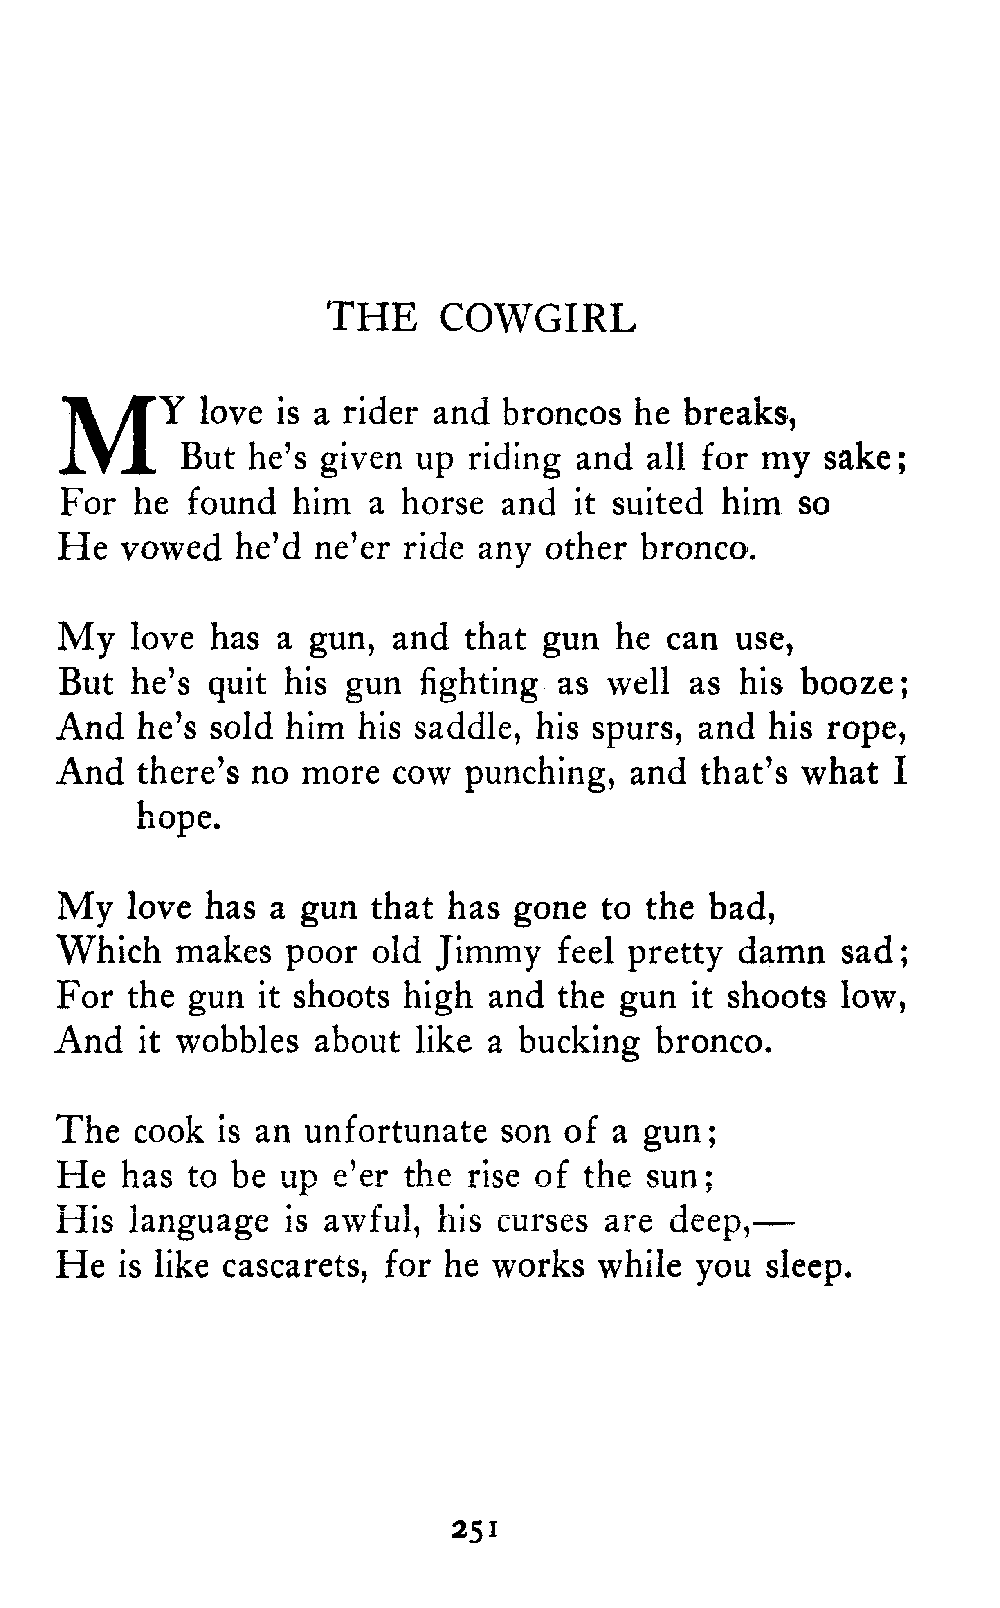 THE COWGIRL
MY love is a rider and broncos he breaks,
But he's given up riding and all for my sake;
For he found him a horse and it suited him so
He vowed he'd ne'er ride any other bronco.
My love has a gun, and that gun he can use,
But he's quit his gun fighting as well as his booze;
And he's sold him his saddle, his spurs, and his rope,
And there's no more cow punching, and that's what I
hope.
My love has a gun that has gone to the bad,
Which makes poor old Jimmy feel pretty damn sad;
For the gun it shoots high and the gun it shoots low,
And it wobbles about like a bucking bronco.
The cook is an unfortunate son of a gun;
He has to be up e'er the rise of the sun;
His language is awful, his curses are deep,—
He is like cascarets, for he works while you sleep.
251